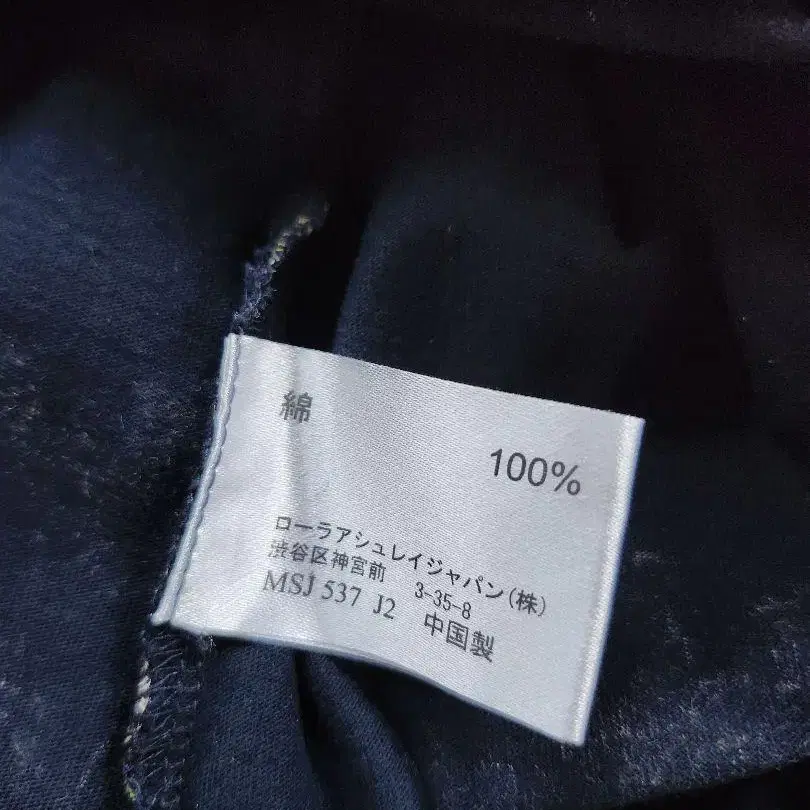 綿
100%
ローラアシュレイジャパン(株)
渋谷区神宮前 3-35-8
MSJ 537 J2 中国製